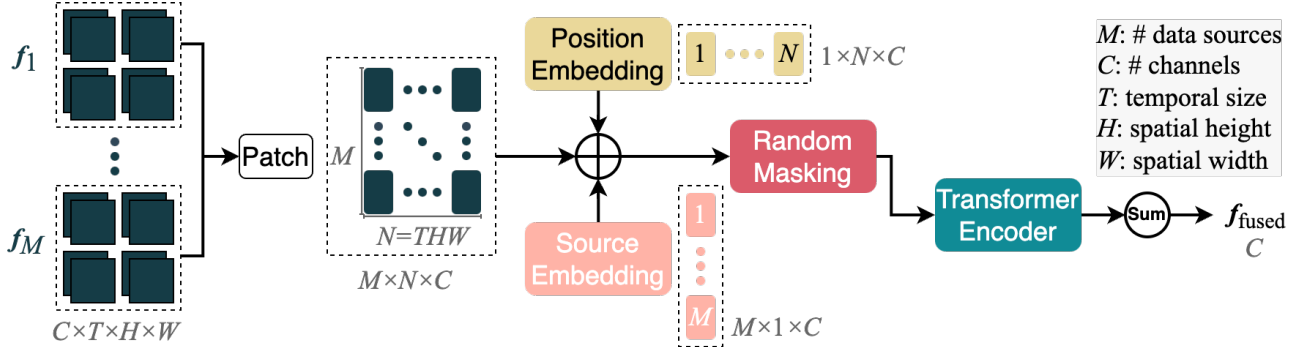 f1
fM
C×T×H×W
Patch
M
N=THW
M×N×C
Position
Embedding
1
N
1×N×C
Source
Embedding
1
M
M×1×C
Random
Masking
Transformer
Encoder
Sum
ffused
C
M: # data sources
C: # channels
T: temporal size
H: spatial height
W: spatial width